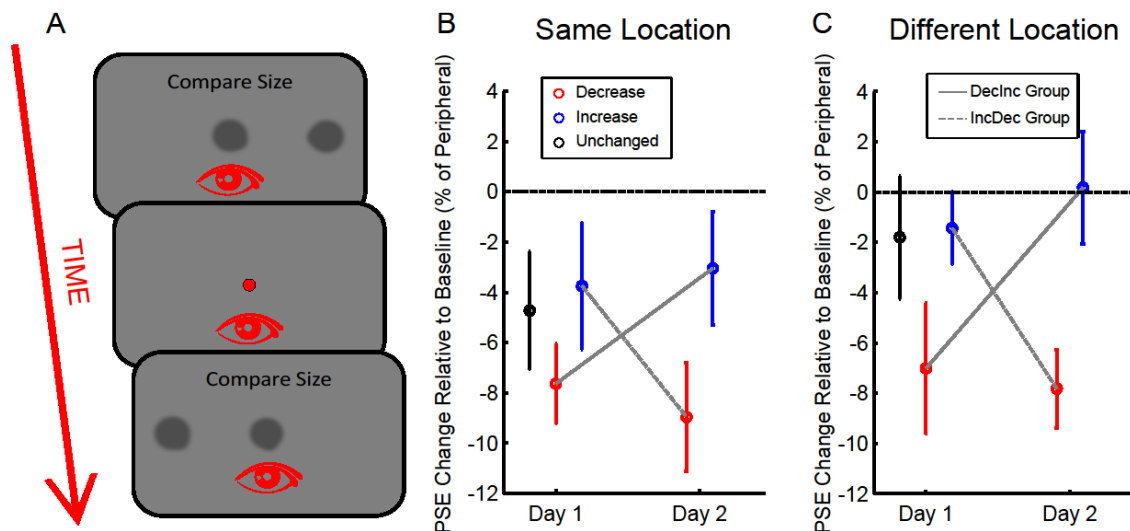 A
Compare Size
TIME
Compare Size
B
Same Location
PSE Change Relative to Baseline (% of Peripheral)
4
2
0
-2
-4
-6
-8
-10
-12
Decrease
Increase
Unchanged
Day 1
Day 2
C
Different Location
PSE Change Relative to Baseline (% of Peripheral)
4
2
0
-2
-4
-6
-8
-10
-12
DecInc Group
IncDec Group
Day 1
Day 2